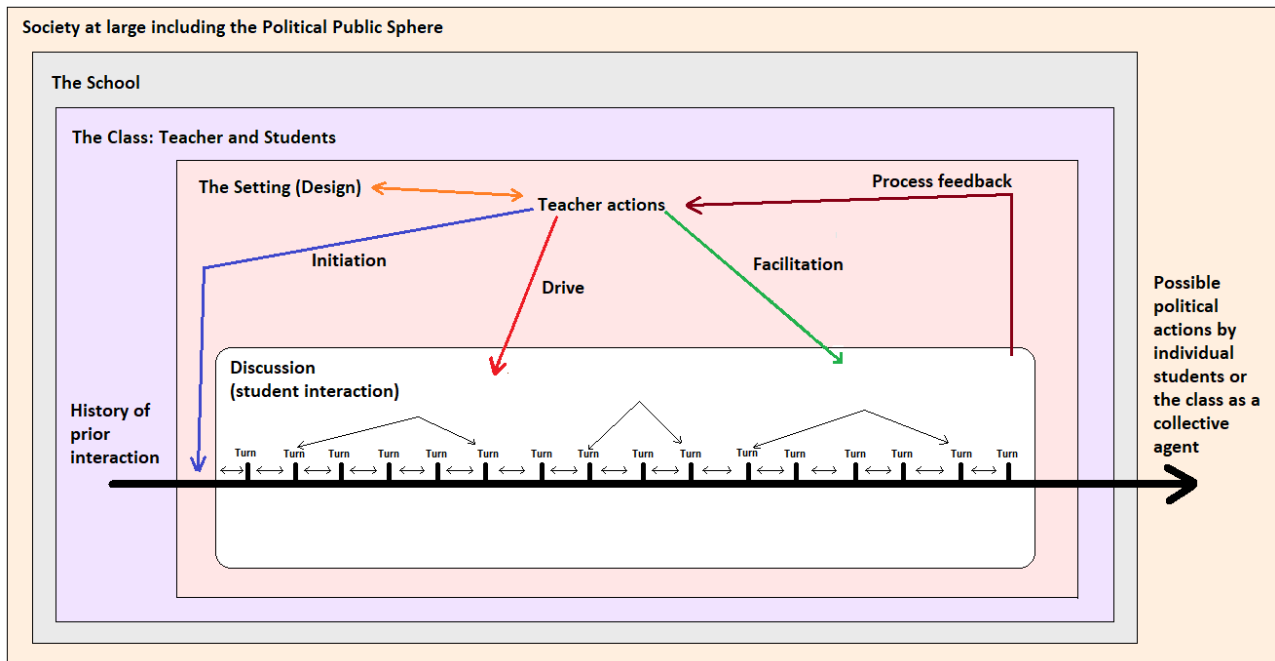 Society at large including the Political Public Sphere
The School
The Class: Teacher and Students
The Setting (Design)
Process feedback
Teacher actions
Initiation
Facilitation
Drive
Possible
political
actions by
individual
students or
the class as a
collective
agent
Discussion
(student interaction)
History of
prior
interaction
Turn Turn Turn Turn Turn Turn Turn Turn Turn Turn Turn Turn Turn Turn Turn Turn